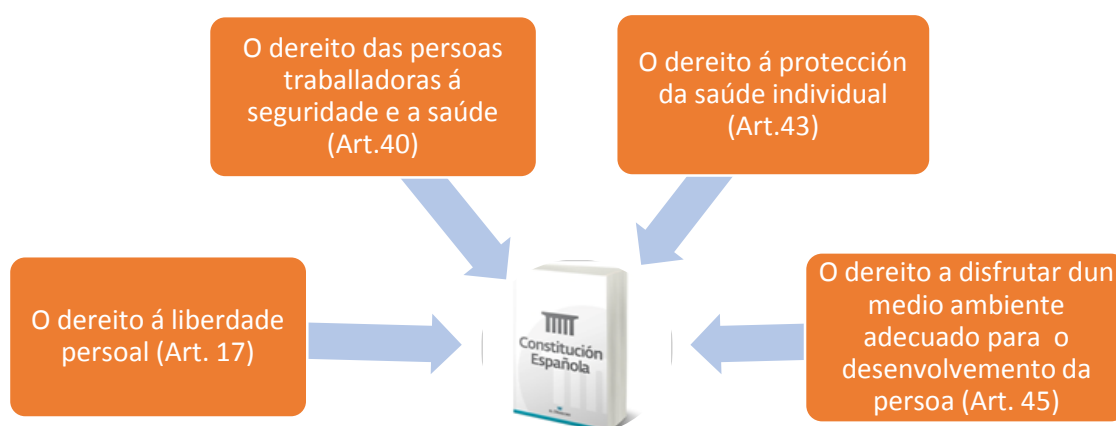 O dereito das persoas
traballadoras á
seguridade e a saúde
(Art.40)
O dereito á protección
da saúde individual
(Art.43)
O dereito á liberdade
persoal (Art. 17)
Constitución
Española
O dereito a disfrutar dun
medio ambiente
adecuado para o
desenvolvemento da
persoa (Art. 45)